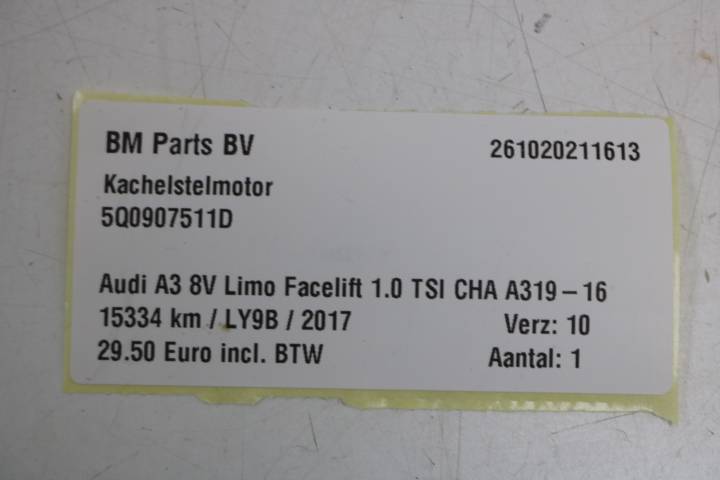 BM Parts BV 261020211613
Kachelstelmotor
5Q0907511D
Audi A3 8V Limo Facelift 1.0 TSI CHA A319-16
15334 km / LY9B / 2017 Verz: 10
29.50 Euro incl. BTW Aantal: 1